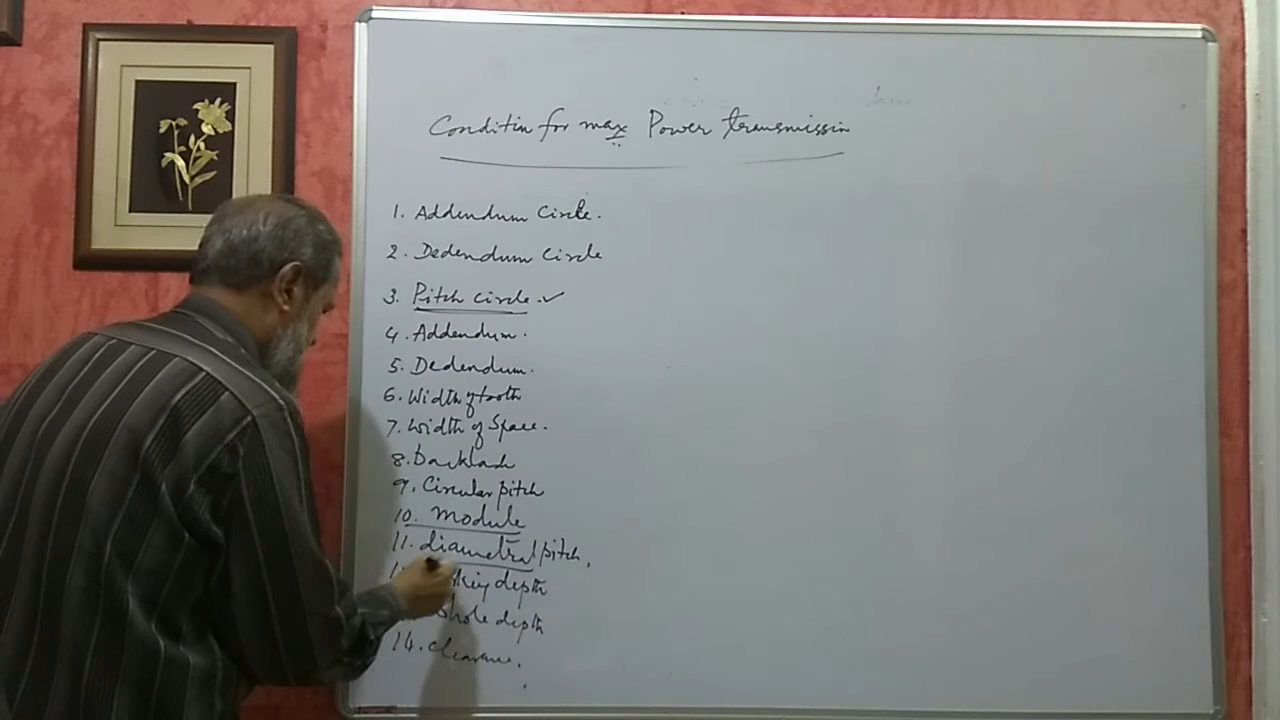 Conditin for max Power transmissin
1. Addendum Circle.
2. Dedendum Circle
3. Pitch circle. ✓
4. Addendum.
5. Dedendum.
6. Width of tooth
7. Width of Space.
8. Backlash
9. Circular pitch
10. Module
11. diametral pitch,
depth
depth
14. Clearance.